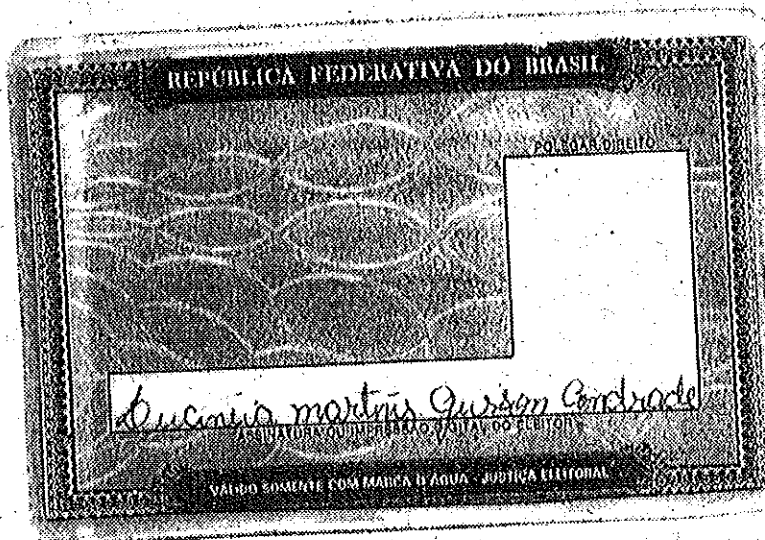 REPÚBLICA FEDERATIVA DO BRASIL
POLEGAR DIREITO
martins Andrade
ASSINATURA OU IMPRESSÃO DIGITAL DO ELEITOR
VÁLIDO SOMENTE COM MARCA D'ÁGUA - JUSTIÇA ELEITORAL